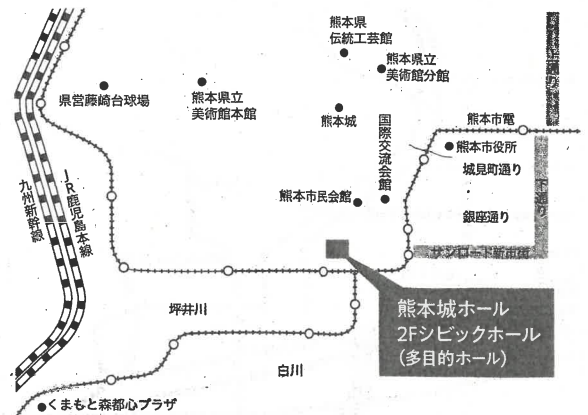 熊本県
伝統工芸館
熊本県立
美術館分館
上通り
県営藤崎台球場
熊本県立
美術館本館
熊本城
国際交流会館
熊本市電
熊本市役所
城見町通り
下通り
銀座通り
熊本市民会館
サンロード新市街
JR鹿児島本線
九州新幹線
坪井川
白川
熊本城ホール
2Fシビックホール
(多目的ホール)
くまもと森都心プラザ